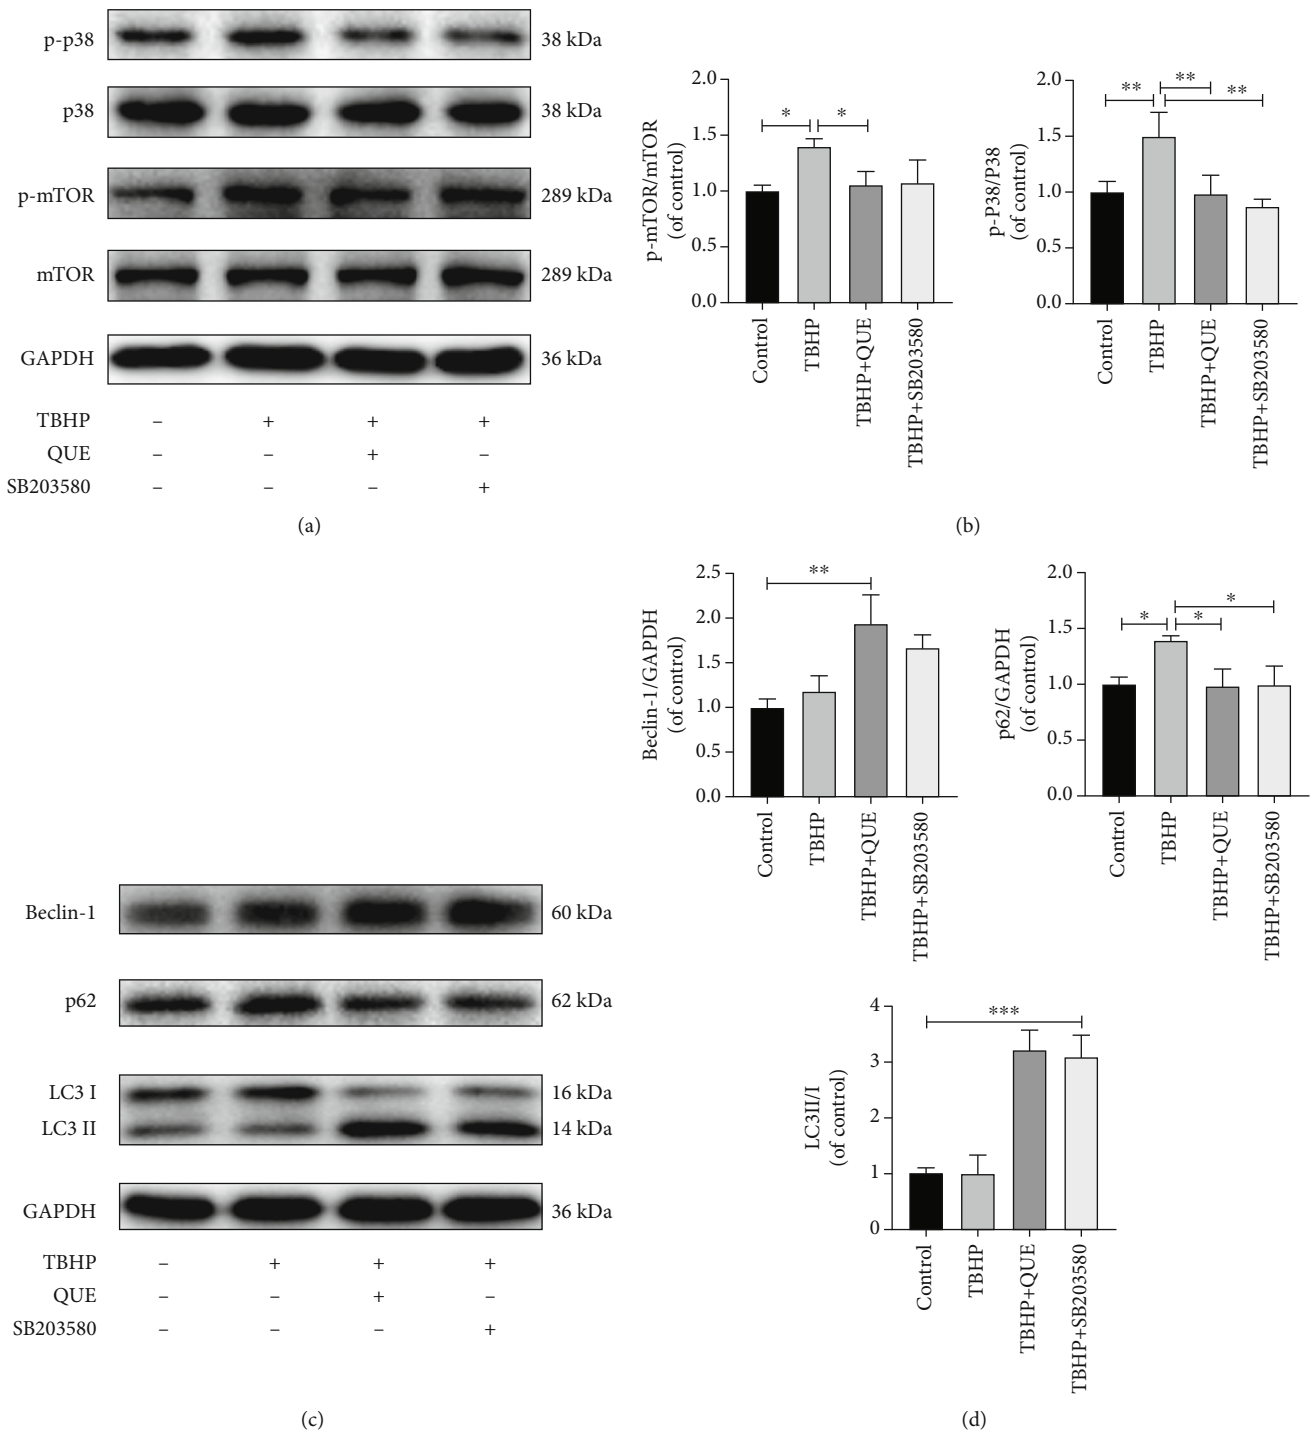 p-p38 38 kDa
p38 38 kDa
p-mTOR 289 kDa
mTOR 289 kDa
GAPDH 36 kDa
TBHP – + + +
QUE – – + –
SB203580 – – – +
(a)
p-mTOR/mTOR
(of control)
2.0
1.5
1.0
0.5
0.0
* *
Control
TBHP
TBHP+QUE
TBHP+SB203580
p-P38/P38
(of control)
2.0
1.5
1.0
0.5
0.0
** ** **
Control
TBHP
TBHP+QUE
TBHP+SB203580
(b)
Beclin-1 60 kDa
p62 62 kDa
LC3 I 16 kDa
LC3 II 14 kDa
GAPDH 36 kDa
TBHP – + + +
QUE – – + –
SB203580 – – – +
(c)
Beclin-1/GAPDH
(of control)
2.5
2.0
1.5
1.0
0.5
0.0
**
Control
TBHP
TBHP+QUE
TBHP+SB203580
p62/GAPDH
(of control)
2.0
1.5
1.0
0.5
0.0
* * *
Control
TBHP
TBHP+QUE
TBHP+SB203580
LC3II/I
(of control)
4
3
2
1
0
***
Control
TBHP
TBHP+QUE
TBHP+SB203580
(d)